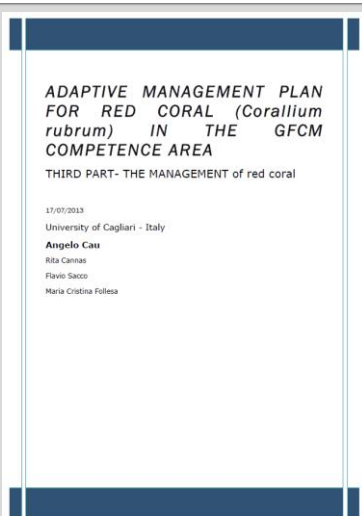 ADAPTIVE MANAGEMENT PLAN
FOR RED CORAL (Corallium
rubrum) IN THE GFCM
COMPETENCE AREA
THIRD PART- THE MANAGEMENT of red coral
17/07/2013
University of Cagliari - Italy
Angelo Cau
Rita Cannas
Flavio Sacco
Maria Cristina Follesa